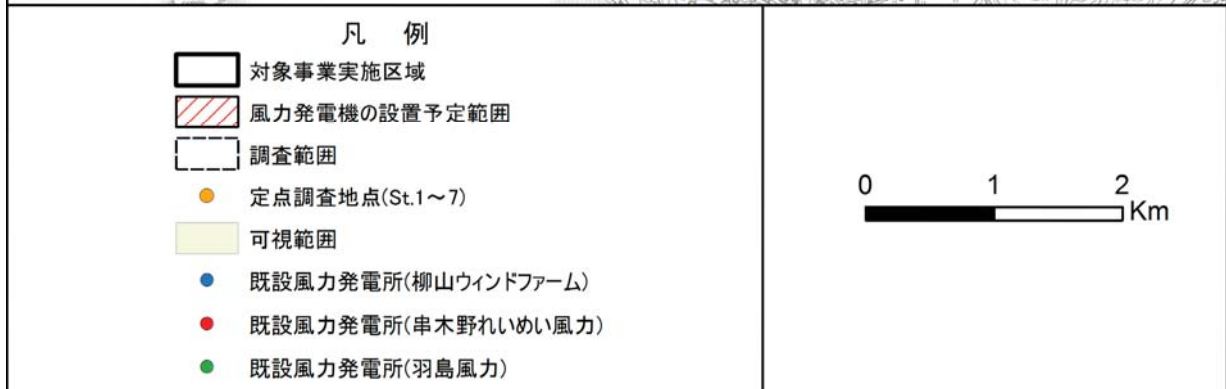 凡 例
対象事業実施区域
風力発電機の設置予定範囲
調査範囲
定点調査地点(St.1～7)
可視範囲
既設風力発電所(柳山ウィンドファーム)
既設風力発電所(串木野れいめい風力)
既設風力発電所(羽島風力)
0 1 2
Km